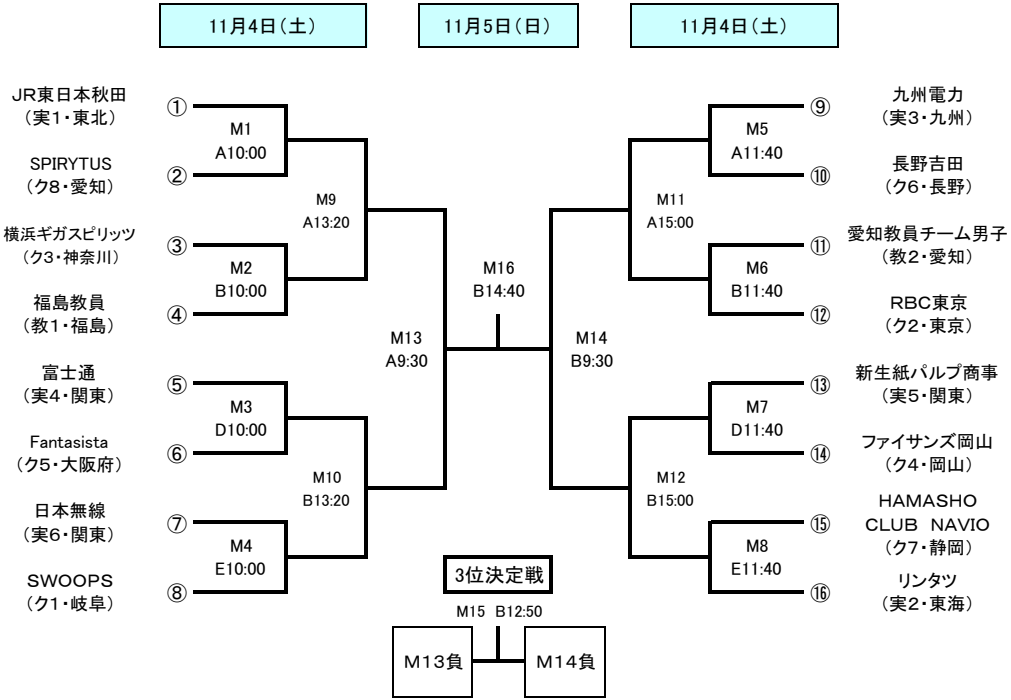 11月4日(土)
11月5日(日)
11月4日(土)
JR東日本秋田
(実1・東北)
①
SPIRYTUS
(ク8・愛知)
②
M1
A10:00
横浜ギガスピリッツ
(ク3・神奈川)
③
福島教員
(教1・福島)
④
M2
B10:00
M9
A13:20
富士通
(実4・関東)
⑤
Fantasista
(ク5・大阪府)
⑥
M3
D10:00
日本無線
(実6・関東)
⑦
SWOOPS
(ク1・岐阜)
⑧
M4
E10:00
M10
B13:20
M13
A9:30
M16
B14:40
M14
B9:30
九州電力
(実3・九州)
⑨
長野吉田
(ク6・長野)
⑩
M5
A11:40
愛知教員チーム男子
(教2・愛知)
⑪
RBC東京
(ク2・東京)
⑫
M6
B11:40
M11
A15:00
新生紙パルプ商事
(実5・関東)
⑬
ファイサンズ岡山
(ク4・岡山)
⑭
M7
D11:40
HAMASHO
CLUB NAVIO
(ク7・静岡)
⑮
リンタツ
(実2・東海)
⑯
M8
E11:40
M12
B15:00
3位決定戦
M15 B12:50
M13負
M14負